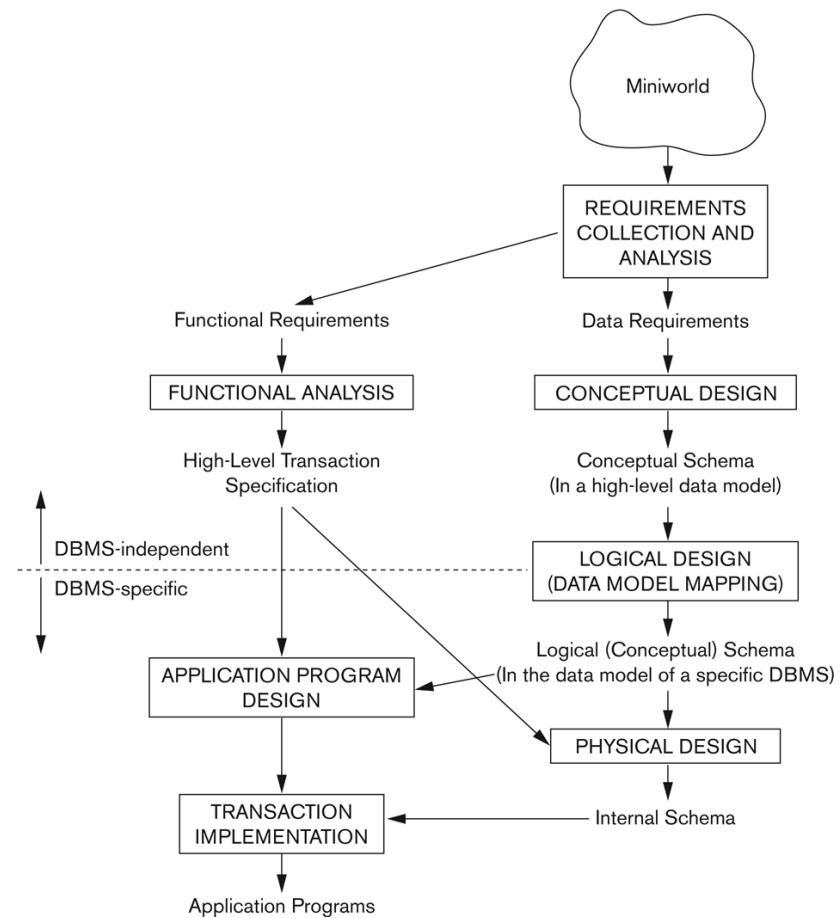 Miniworld
REQUIREMENTS
COLLECTION AND
ANALYSIS
Functional Requirements
Data Requirements
FUNCTIONAL ANALYSIS
CONCEPTUAL DESIGN
High-Level Transaction
Specification
Conceptual Schema
(In a high-level data model)
DBMS-independent
DBMS-specific
LOGICAL DESIGN
(DATA MODEL MAPPING)
Logical (Conceptual) Schema
(In the data model of a specific DBMS)
APPLICATION PROGRAM
DESIGN
PHYSICAL DESIGN
TRANSACTION
IMPLEMENTATION
Internal Schema
Application Programs